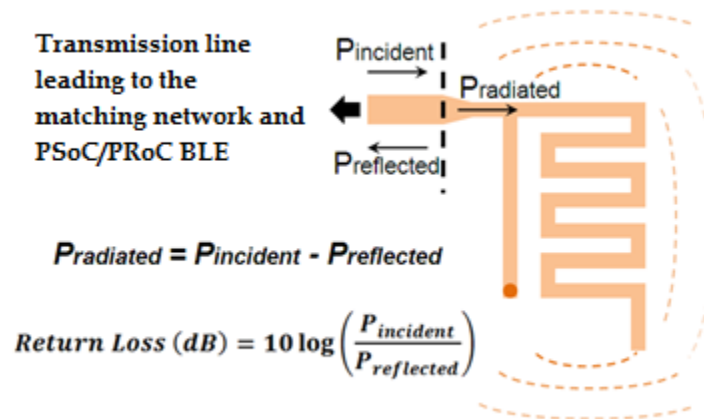 Transmission line
leading to the
matching network and
PSoC/PRoC BLE
Pincident
Pradiated
Preflected
Pradiated = Pincident - Preflected
Return Loss (dB) = 10 log (Pincident / Preflected)